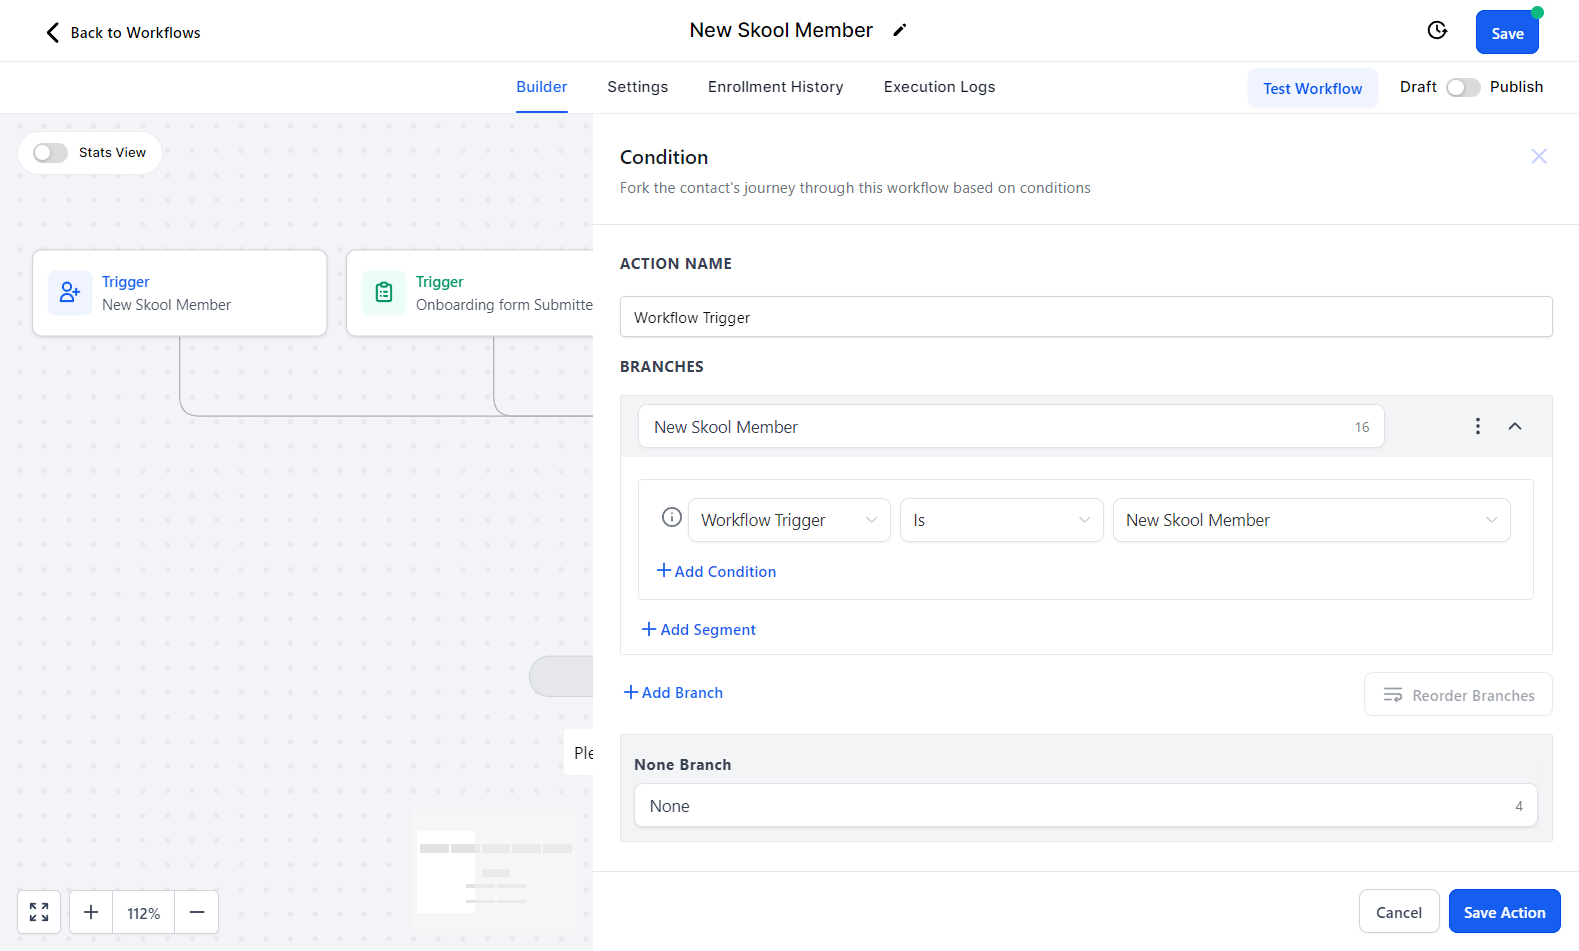 Back to Workflows
New Skool Member
Save
Builder
Settings
Enrollment History
Execution Logs
Test Workflow
Draft
Publish
Stats View
Trigger
New Skool Member
Trigger
Onboarding form Submitte
Ple
112%
Condition
Fork the contact's journey through this workflow based on conditions
ACTION NAME
Workflow Trigger
BRANCHES
New Skool Member
16
Workflow Trigger
Is
New Skool Member
Add Condition
Add Segment
Add Branch
Reorder Branches
None Branch
None
4
Cancel
Save Action